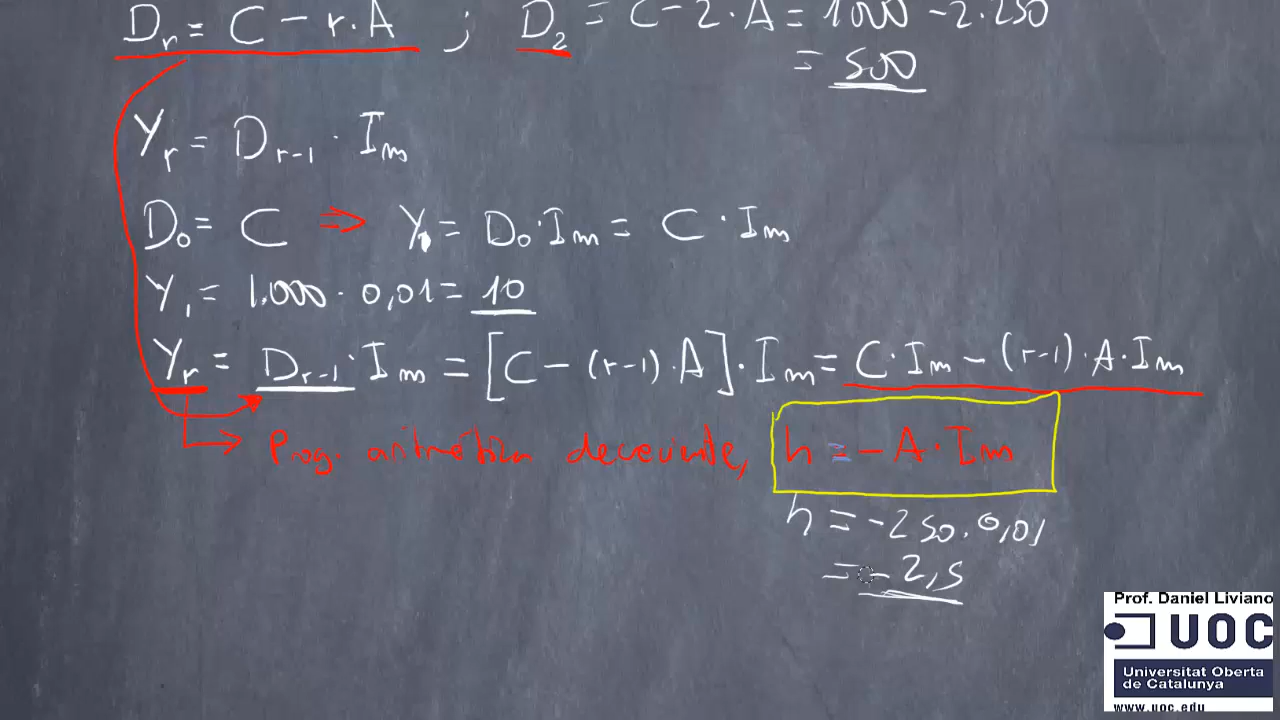 Dr = C - r·A ; D₂ = C - 2·A = 1000 - 2·250
= 500
Yr = Dr-1 · Im
D₀ = C ⇒ Y₁ = D₀·Im = C·Im
Y₁ = 1.000 · 0,01 = 10
Yr = Dr-1 · Im = [C - (r-1)·A]·Im = C·Im - (r-1)·A·Im
Prog. aritmética decreciente, h = -A·Im
h = -250·0,01
= -2,5
Prof. Daniel Liviano
UOC
Universitat Oberta
de Catalunya
www.uoc.edu